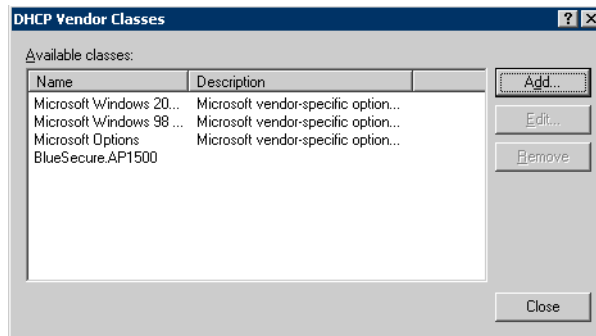 DHCP Vendor Classes
Available classes:
Name Description
Microsoft Windows 20... Microsoft vendor-specific option...
Microsoft Windows 98 ... Microsoft vendor-specific option...
Microsoft Options Microsoft vendor-specific option...
BlueSecure.AP1500
Add...
Edit...
Remove
Close